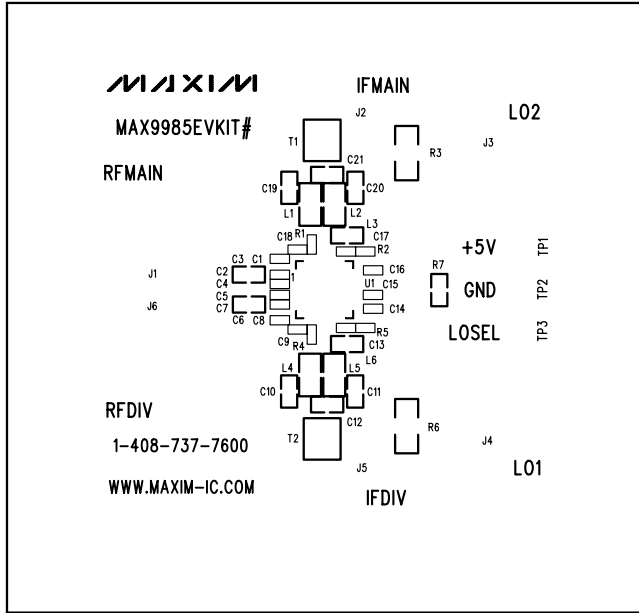 MAXIM
IFMAIN
LO2
MAX9985EVKIT#
J2
T1
R3
J3
RFMAIN
C21
C19
C20
L1
L2
L3
C18
R1
C17
+5V
TP1
R2
C3
C1
C2
C16
R7
J1
C4
1
U1
C15
GND
TP2
J6
C5
C7
C14
C6
C8
R5
LOSEL
TP3
C9
R4
C13
L6
L4
L5
C10
C11
RFDIV
C12
R6
1-408-737-7600
T2
J4
J5
LO1
WWW.MAXIM-IC.COM
IFDIV